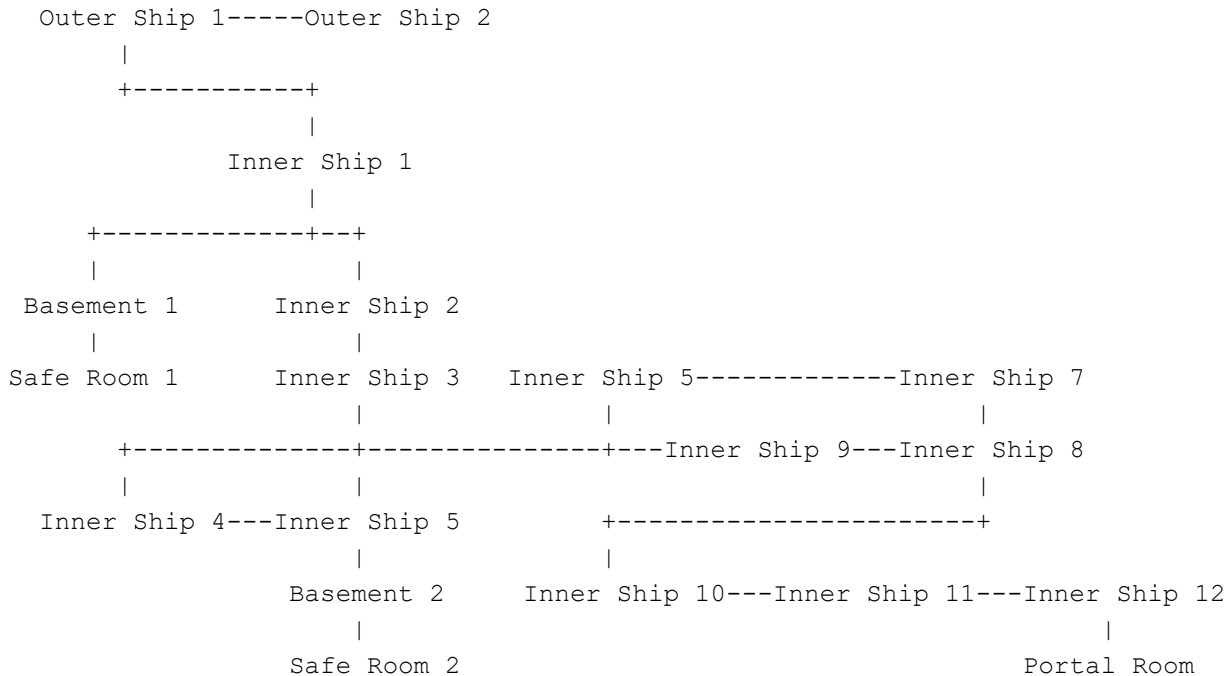 Outer Ship 1-----Outer Ship 2
|
+-----------+
|
Inner Ship 1
|
+-------------+--+
| |
Basement 1 Inner Ship 2
| |
Safe Room 1 Inner Ship 3 Inner Ship 5-------------Inner Ship 7
| | |
+--------------+---------------+---Inner Ship 9---Inner Ship 8
| | |
Inner Ship 4---Inner Ship 5 +-----------------------+
| |
Basement 2 Inner Ship 10---Inner Ship 11---Inner Ship 12
| |
Safe Room 2 Portal Room